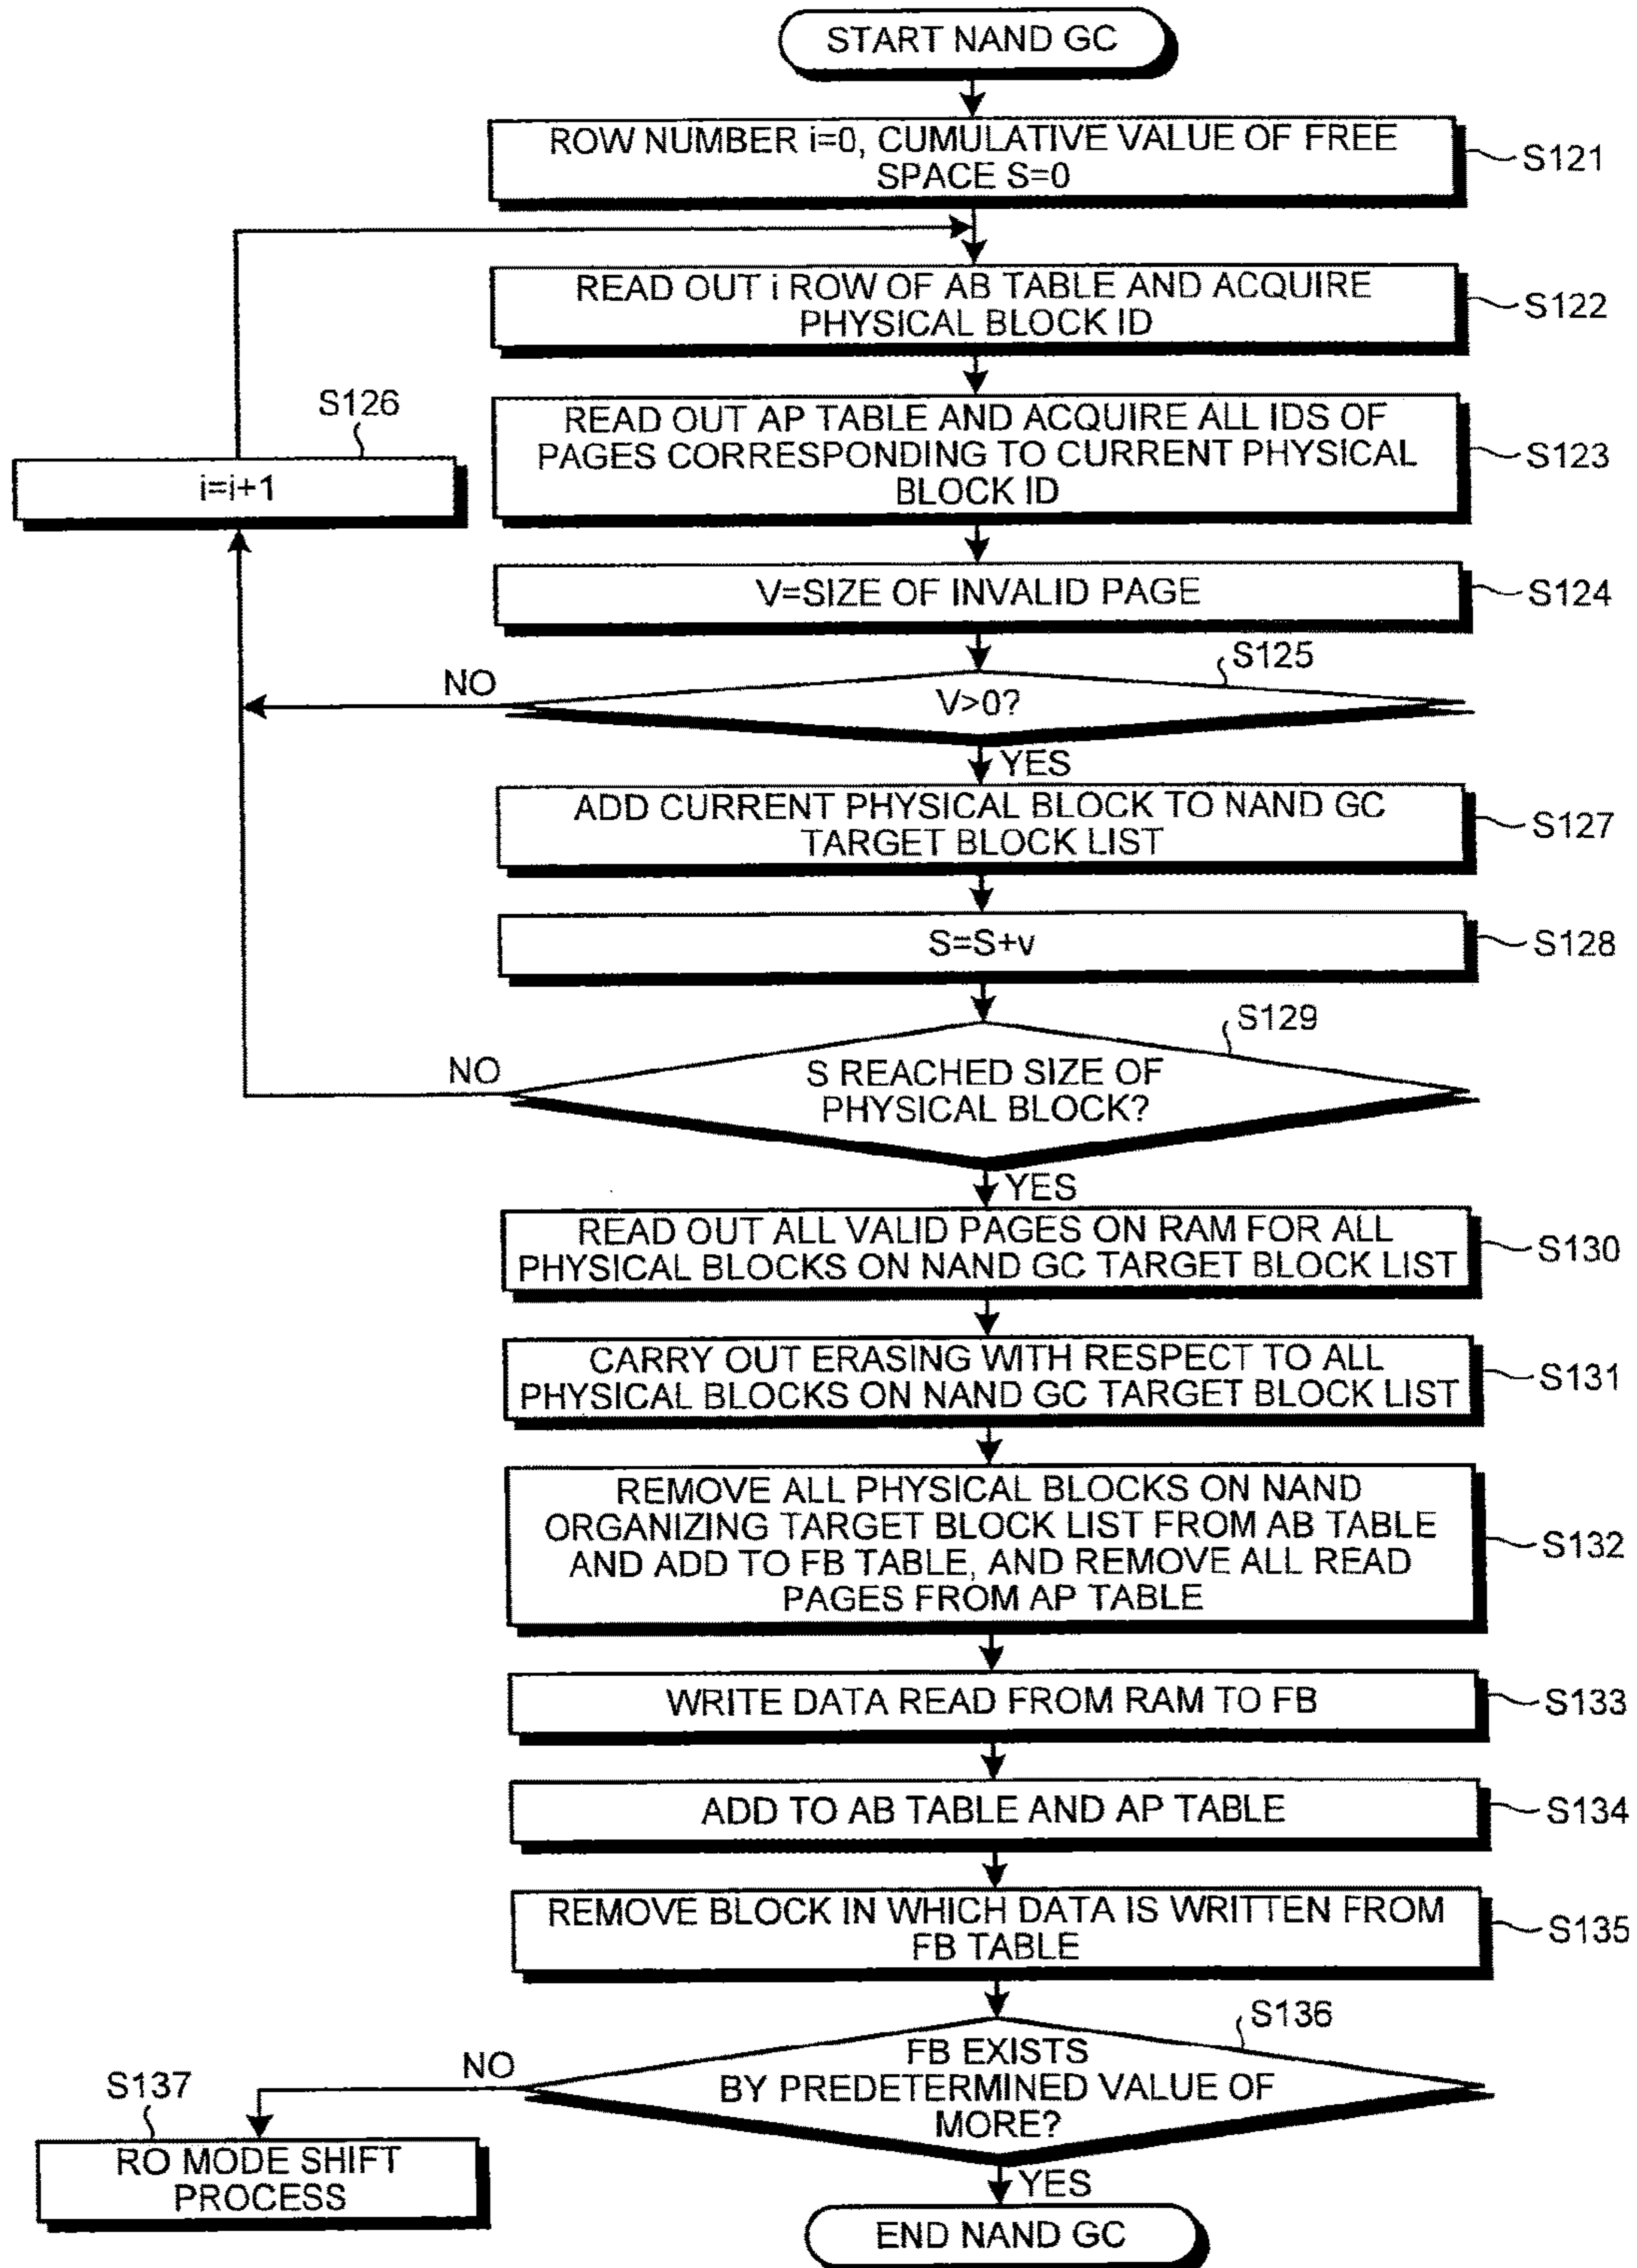 START NAND GC
ROW NUMBER i=0, CUMULATIVE VALUE OF FREE
SPACE S=0
S121
READ OUT i ROW OF AB TABLE AND ACQUIRE
PHYSICAL BLOCK ID
S122
S126
i=i+1
READ OUT AP TABLE AND ACQUIRE ALL IDS OF
PAGES CORRESPONDING TO CURRENT PHYSICAL
BLOCK ID
S123
V=SIZE OF INVALID PAGE
S124
S125
NO
V>0?
YES
ADD CURRENT PHYSICAL BLOCK TO NAND GC
TARGET BLOCK LIST
S127
S=S+v
S128
S129
NO
S REACHED SIZE OF
PHYSICAL BLOCK?
YES
READ OUT ALL VALID PAGES ON RAM FOR ALL
PHYSICAL BLOCKS ON NAND GC TARGET BLOCK LIST
S130
CARRY OUT ERASING WITH RESPECT TO ALL
PHYSICAL BLOCKS ON NAND GC TARGET BLOCK LIST
S131
REMOVE ALL PHYSICAL BLOCKS ON NAND
ORGANIZING TARGET BLOCK LIST FROM AB TABLE
AND ADD TO FB TABLE, AND REMOVE ALL READ
PAGES FROM AP TABLE
S132
WRITE DATA READ FROM RAM TO FB
S133
ADD TO AB TABLE AND AP TABLE
S134
REMOVE BLOCK IN WHICH DATA IS WRITTEN FROM
FB TABLE
S135
S136
NO
FB EXISTS
BY PREDETERMINED VALUE OF
MORE?
YES
S137
RO MODE SHIFT
PROCESS
END NAND GC